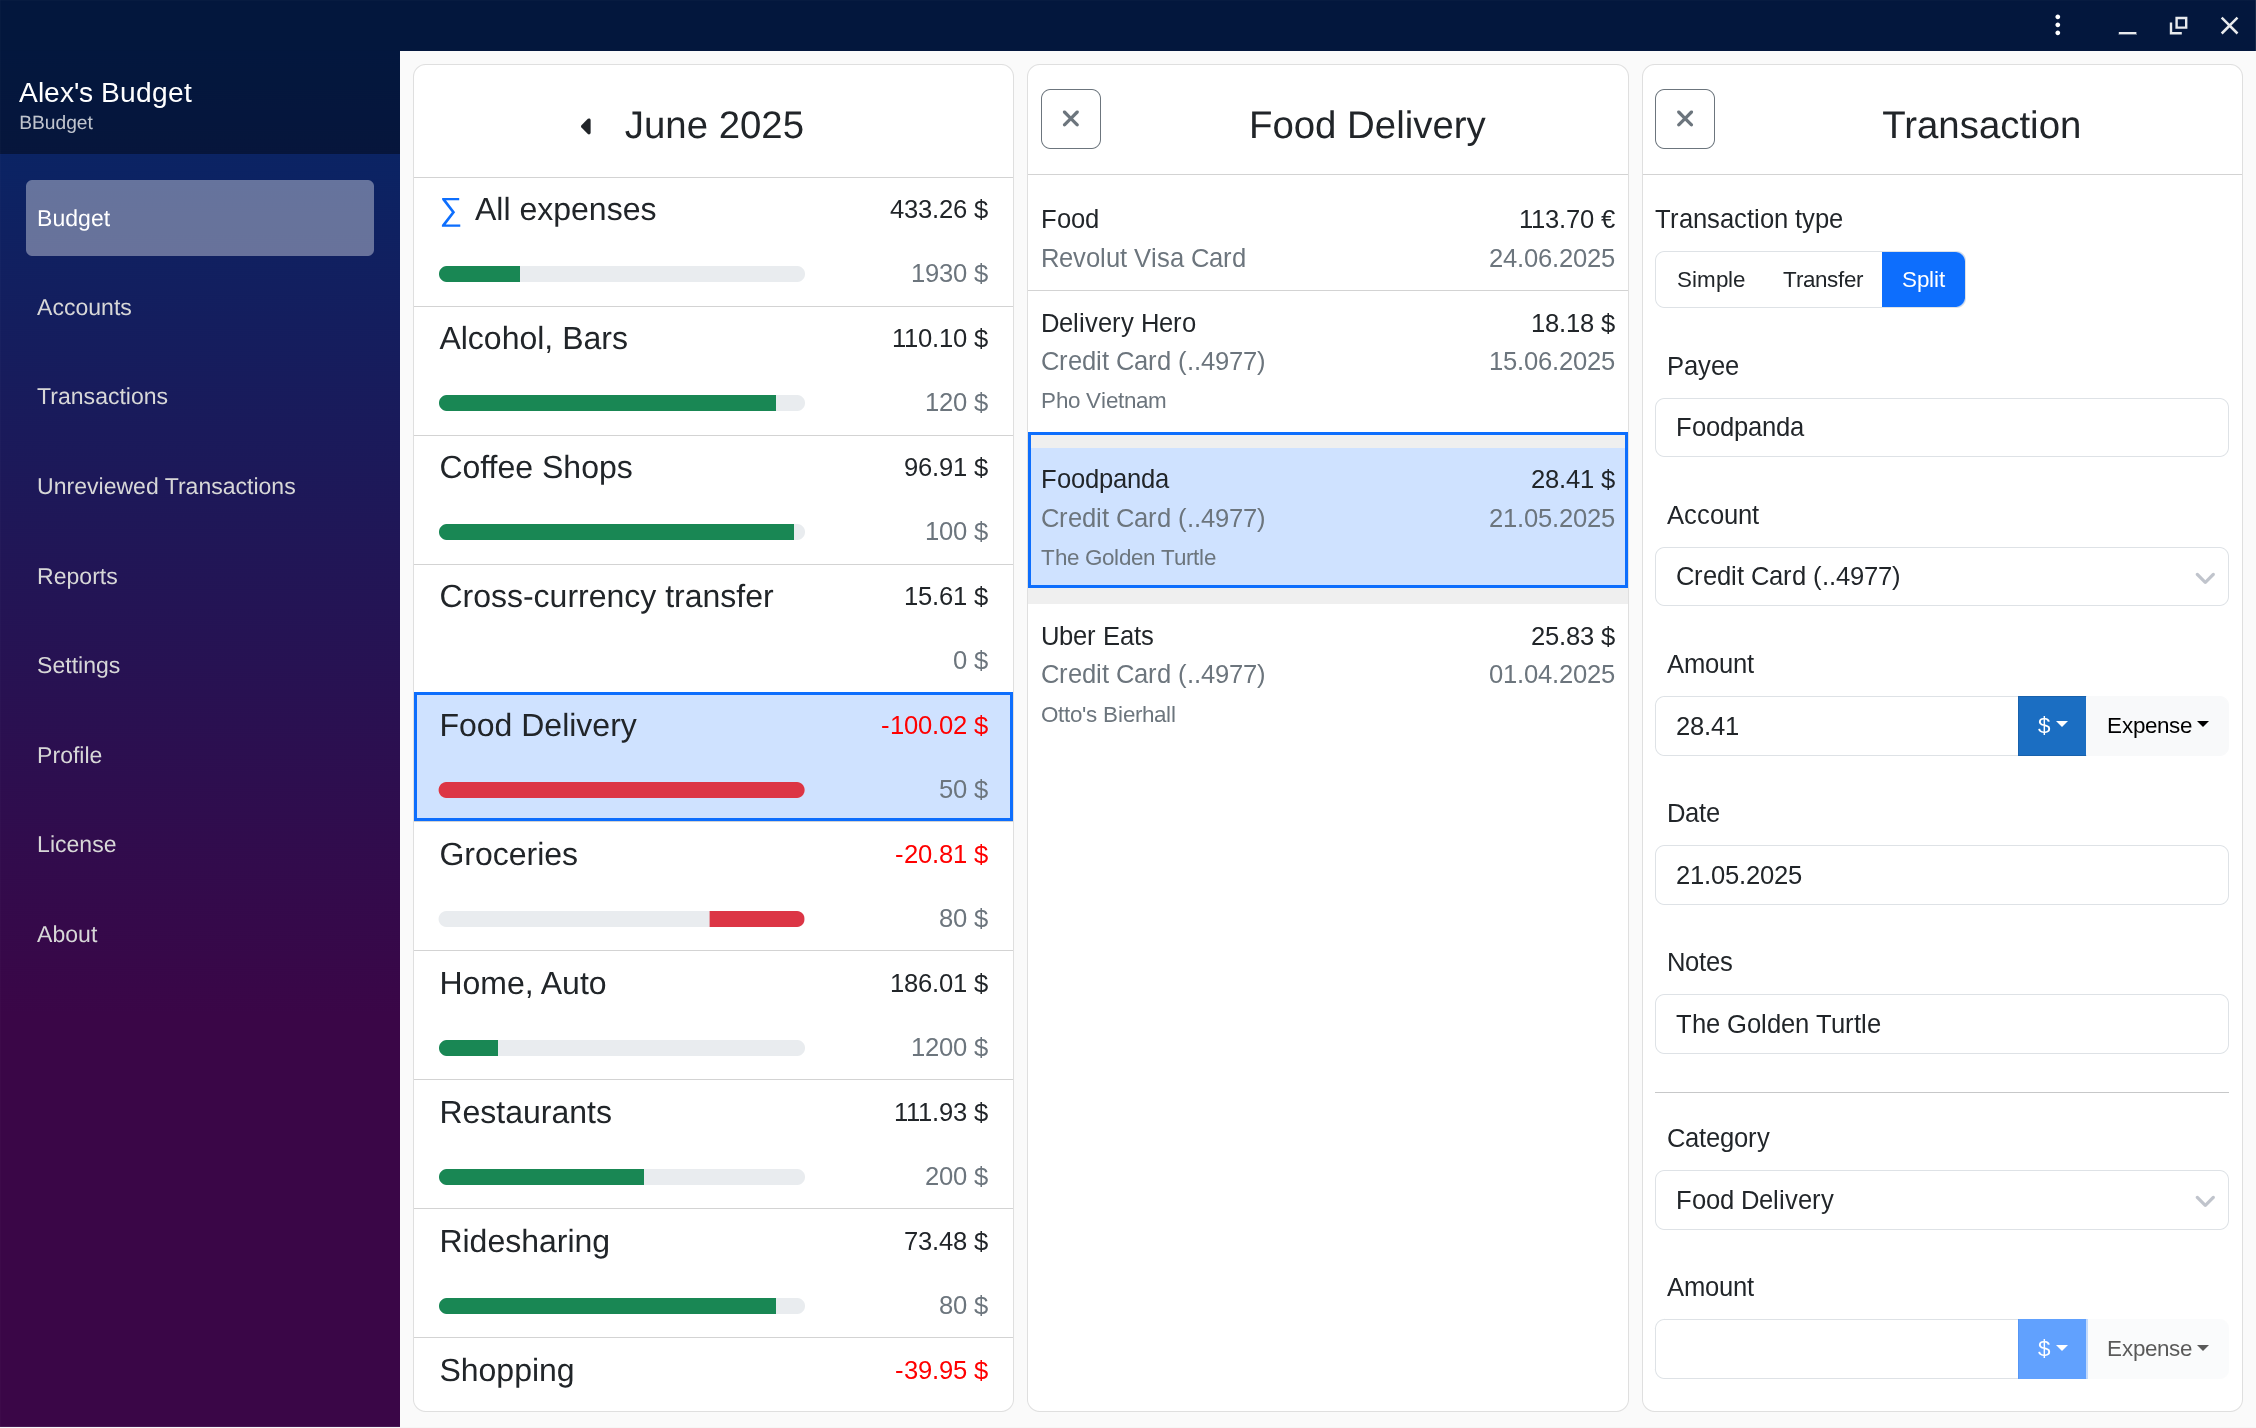 Alex's Budget
BBudget
Budget
Accounts
Transactions
Unreviewed Transactions
Reports
Settings
Profile
License
About
June 2025
∑ All expenses 433.26 $
1930 $
Alcohol, Bars 110.10 $
120 $
Coffee Shops 96.91 $
100 $
Cross-currency transfer 15.61 $
0 $
Food Delivery -100.02 $
50 $
Groceries -20.81 $
80 $
Home, Auto 186.01 $
1200 $
Restaurants 111.93 $
200 $
Ridesharing 73.48 $
80 $
Shopping -39.95 $
Food Delivery
Food 113.70 €
Revolut Visa Card 24.06.2025
Delivery Hero 18.18 $
Credit Card (..4977) 15.06.2025
Pho Vietnam
Foodpanda 28.41 $
Credit Card (..4977) 21.05.2025
The Golden Turtle
Uber Eats 25.83 $
Credit Card (..4977) 01.04.2025
Otto's Bierhall
Transaction
Transaction type
Simple Transfer Split
Payee
Foodpanda
Account
Credit Card (..4977)
Amount
28.41 $ Expense
Date
21.05.2025
Notes
The Golden Turtle
Category
Food Delivery
Amount
$ Expense